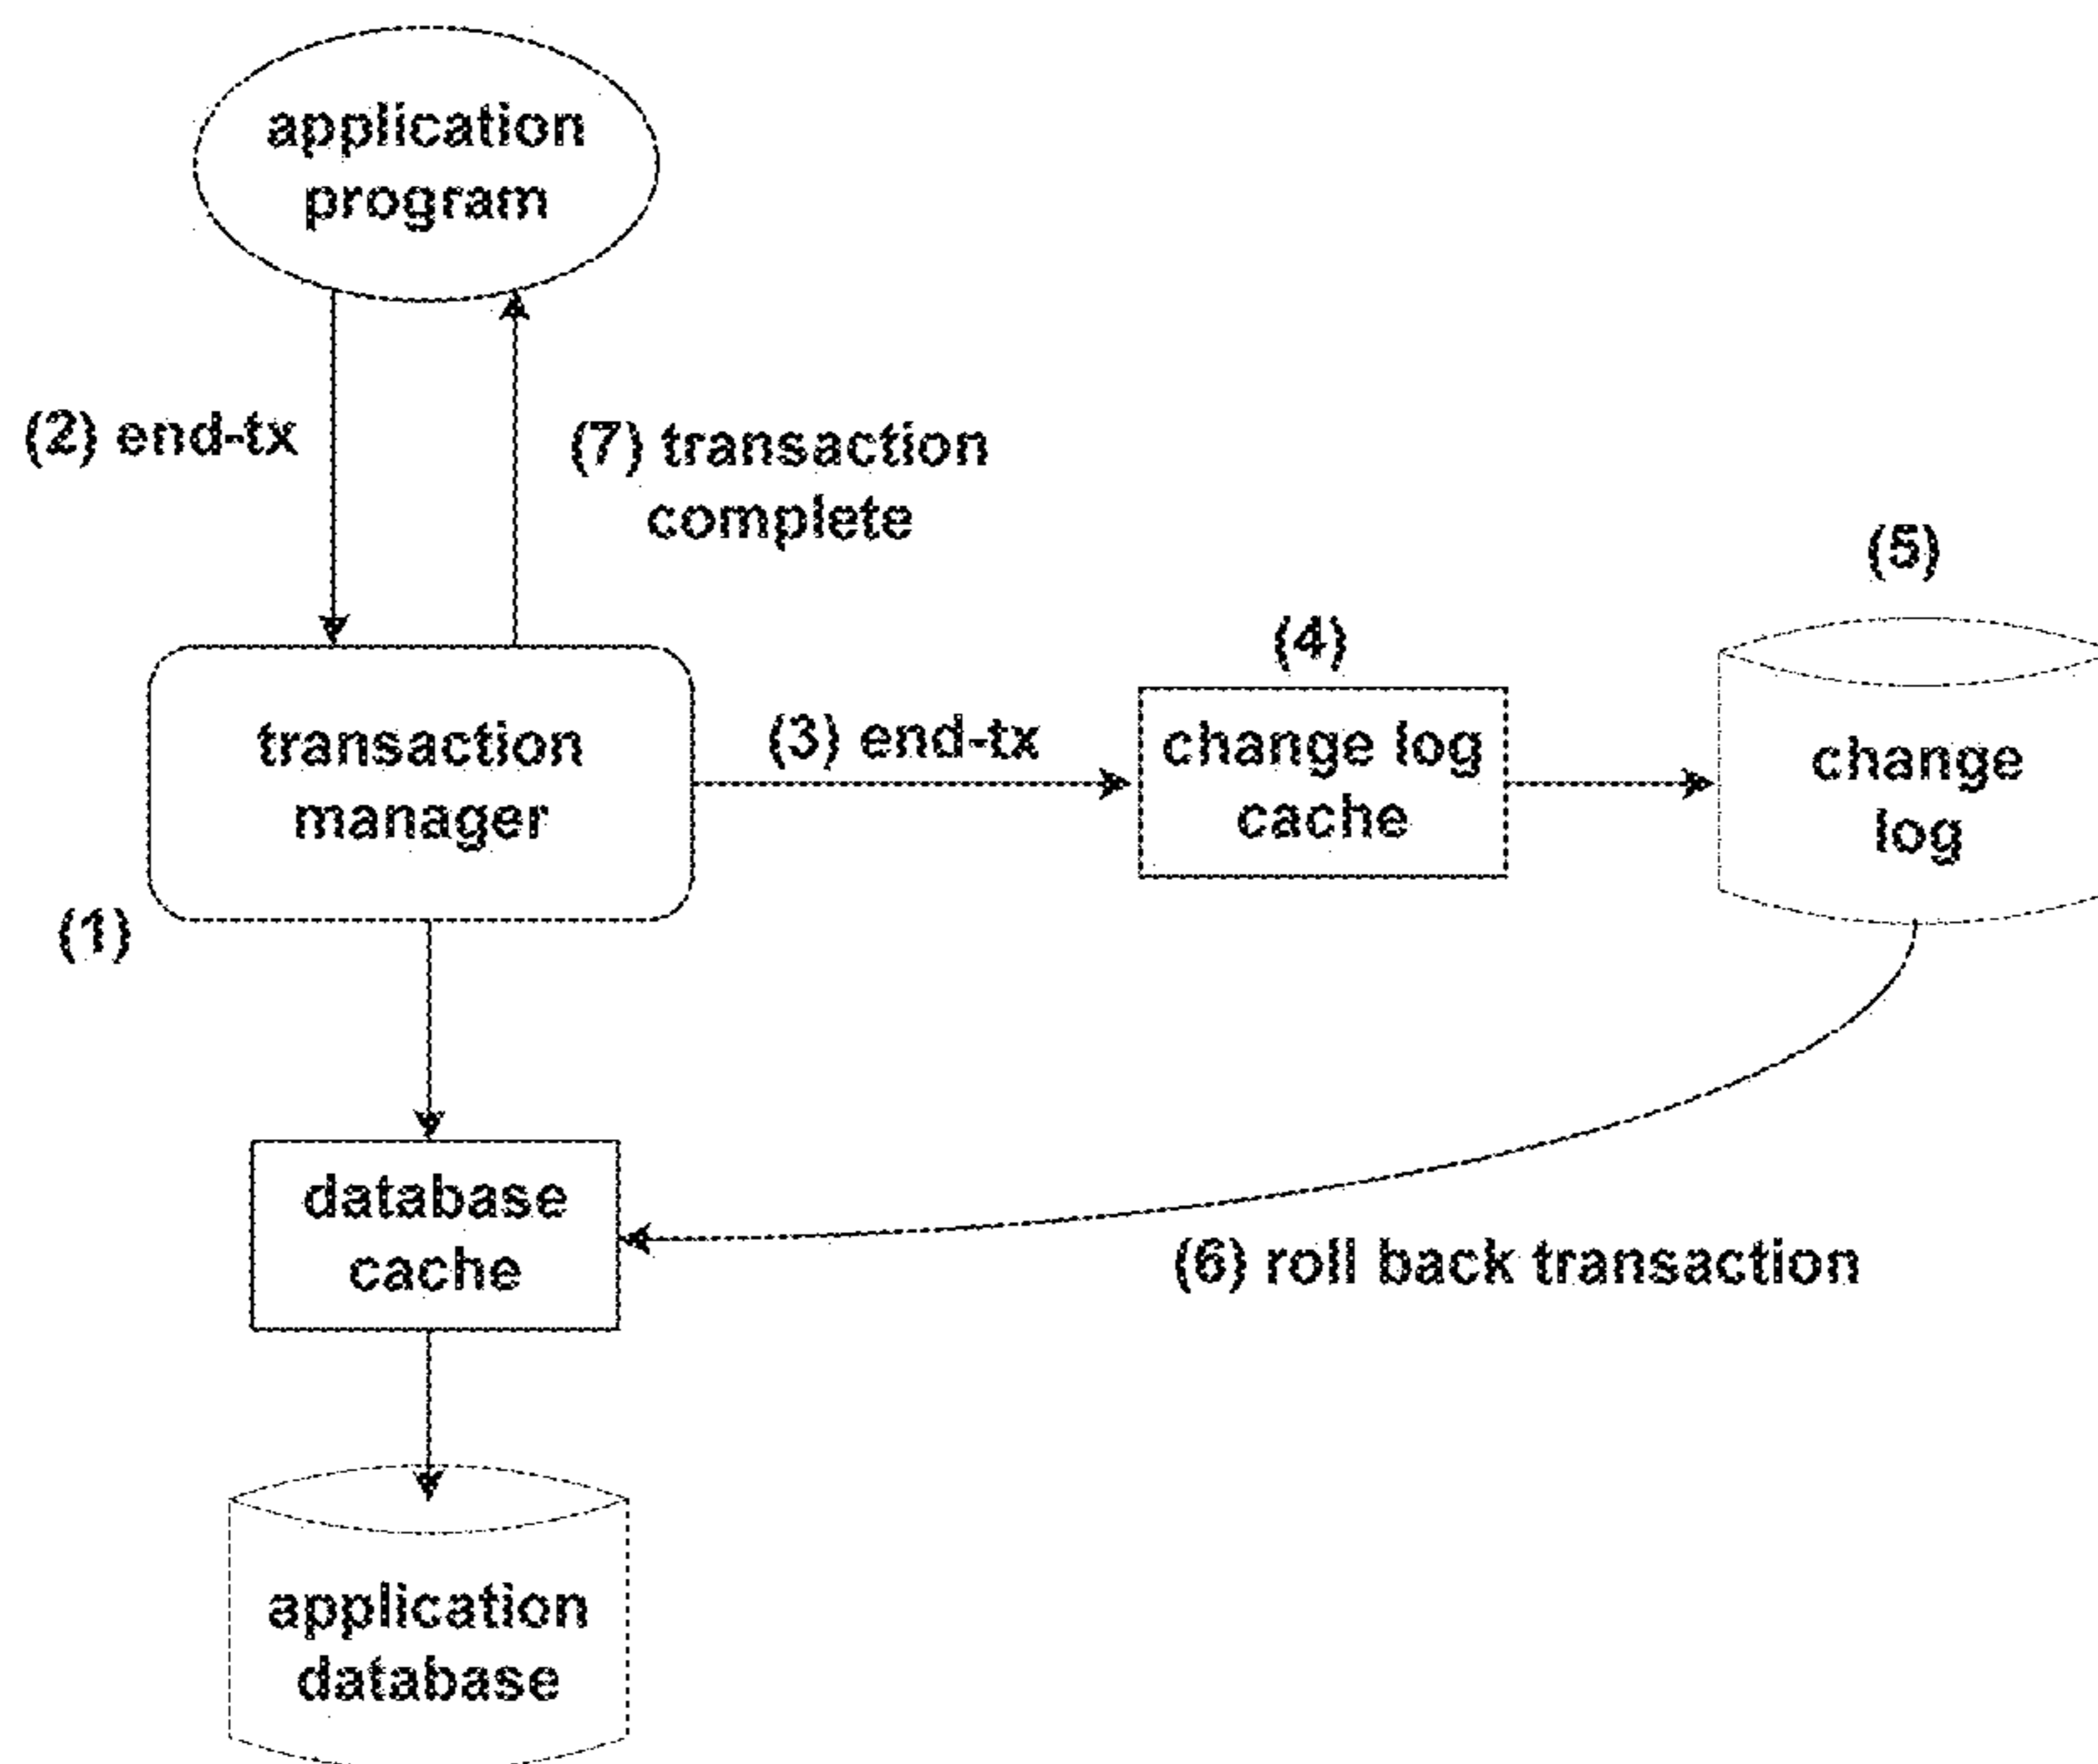 application
program
(2) end-tx
(7) transaction
complete
(5)
(4)
transaction
manager
(3) end-tx
change log
cache
change
log
(1)
database
cache
(6) roll back transaction
application
database